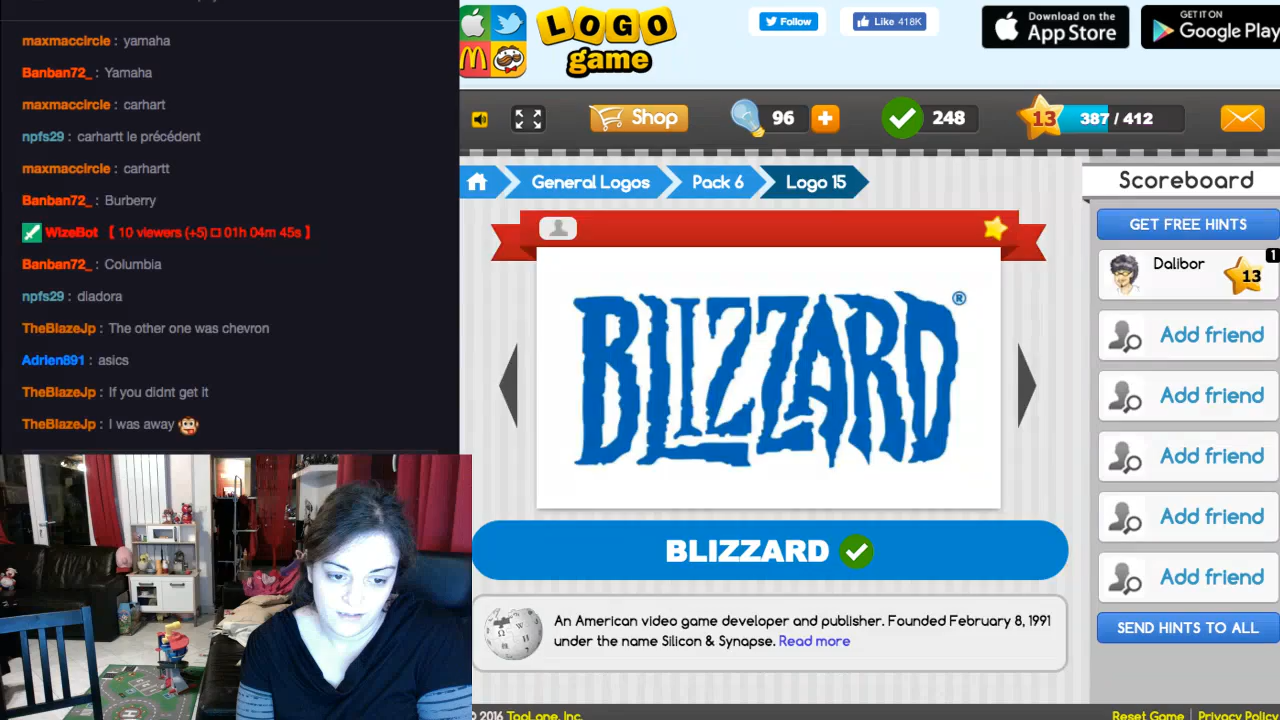 maxmaccircle : yamaha
Banban72_ : Yamaha
maxmaccircle : carhart
npfs29 : carhartt le précédent
maxmaccircle : carhartt
Banban72_ : Burberry
WizeBot 【 10 viewers (+5) ロ 01h 04m 45s 】
Banban72_ : Columbia
npfs29 : diadora
TheBlazeJp : The other one was chevron
Adrien891 : asics
TheBlazeJp : If you didnt get it
TheBlazeJp : I was away
LOGO
game
Follow
Like 418K
Download on the
App Store
GET IT ON
Google Play
Shop
96
248
13
387 / 412
General Logos
Pack 6
Logo 15
BLIZZARD ®
BLIZZARD
An American video game developer and publisher. Founded February 8, 1991
under the name Silicon & Synapse. Read more
Scoreboard
GET FREE HINTS
Dalibor
13
1
Add friend
Add friend
Add friend
Add friend
Add friend
SEND HINTS TO ALL
© 2016 TooLane, Inc.
Reset Game | Privacy Policy